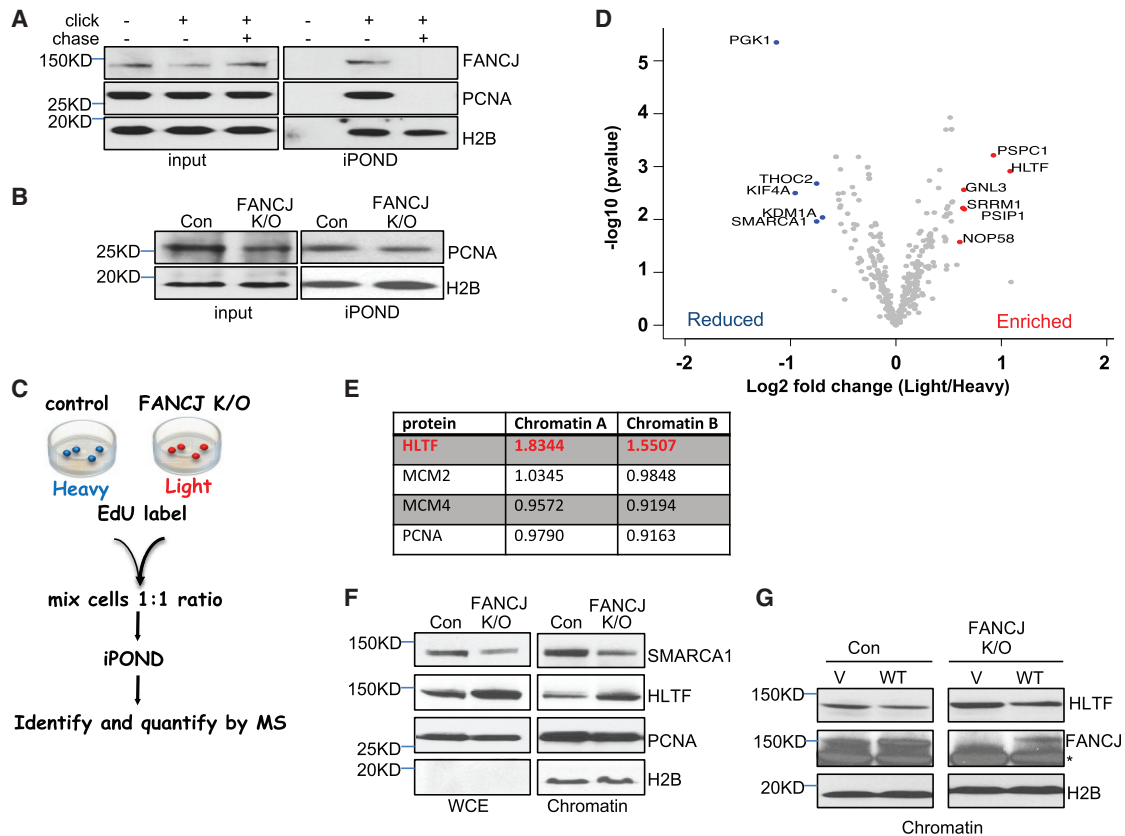 A
click - + + - + +
chase - - + - - +
150KD
FANCJ
25KD
PCNA
20KD
H2B
input iPOND
B
Con FANCJ K/O Con FANCJ K/O
25KD
PCNA
20KD
H2B
input iPOND
C
control FANCJ K/O
Heavy Light
EdU label
mix cells 1:1 ratio
iPOND
Identify and quantify by MS
D
-log10 (pvalue)
5
4
3
2
1
0
PGK1
PSPC1
HLTF
THOC2
KIF4A
GNL3
SRRM1
PSIP1
KDM1A
SMARCA1
NOP58
Reduced Enriched
-2 -1 0 1 2
Log2 fold change (Light/Heavy)
E
protein Chromatin A Chromatin B
HLTF 1.8344 1.5507
MCM2 1.0345 0.9848
MCM4 0.9572 0.9194
PCNA 0.9790 0.9163
F
Con FANCJ K/O Con FANCJ K/O
150KD
SMARCA1
150KD
HLTF
PCNA
25KD
20KD
H2B
WCE Chromatin
G
Con FANCJ K/O
V WT V WT
150KD
HLTF
150KD
FANCJ
*
20KD
H2B
Chromatin